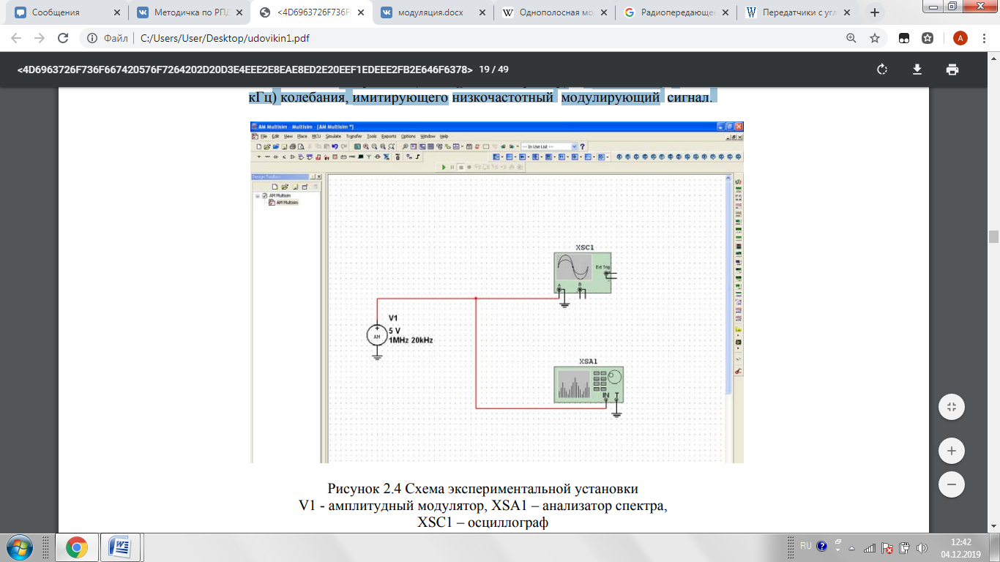 Сообщения
Методичка по РПД
<4D6963726F736F
модуляция.docx
Однополосная мод
Радиопередающее
Передатчики с угл
Файл
C:/Users/User/Desktop/udovikin1.pdf
A
<4D6963726F736F667420576F7264202D20D3E4EEE2E8EAE8ED2E20EEF1EDEEE2FB2E646F6378> 19 / 49
кГц) колебания, имитирующего низкочастотный модулирующий сигнал.
AM Multisim - Multisim - [AM Multisim *]
File Edit View Place MCU Simulate Transfer Tools Reports Options Window Help
--- In Use List ---
Design Toolbox
AM Multisim
AM Multisim
XSC1
Ext Trig
A
B
V1
AM
5 V
1MHz 20kHz
XSA1
IN T
Рисунок 2.4 Схема экспериментальной установки
V1 - амплитудный модулятор, XSA1 – анализатор спектра,
XSC1 – осциллограф
RU
12:42
04.12.2019